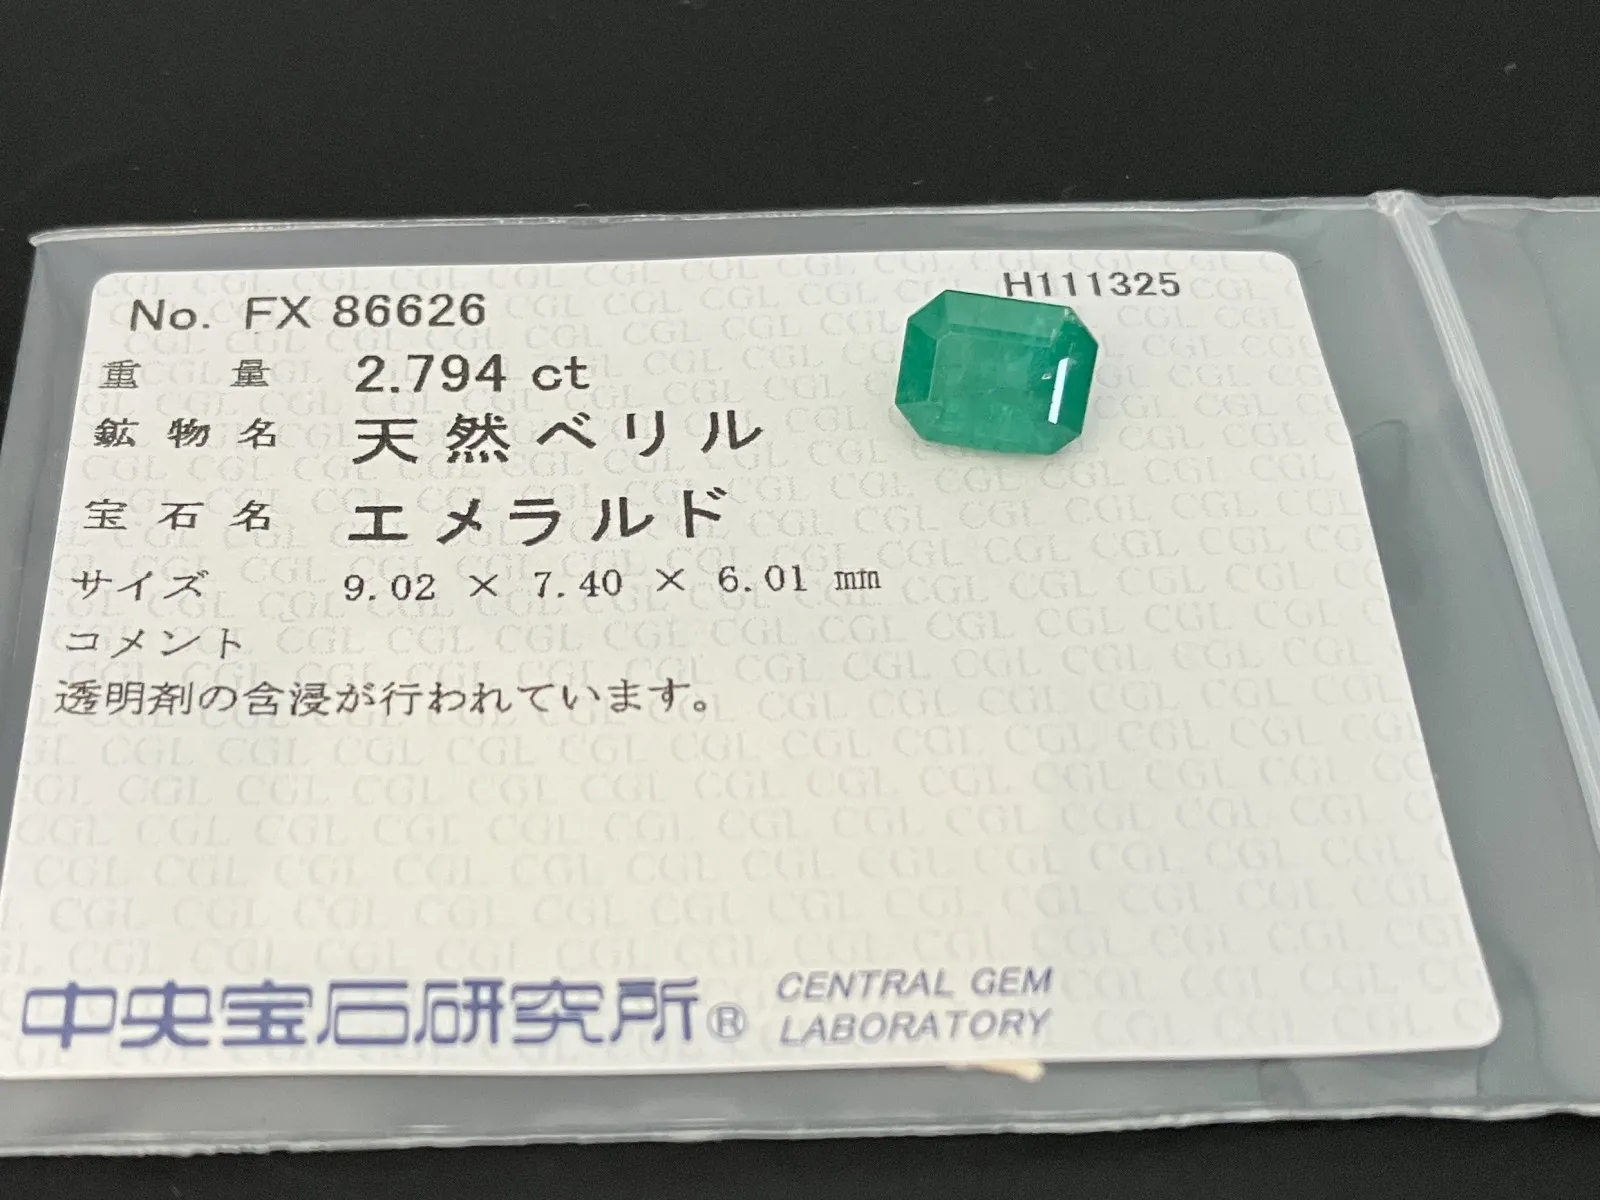 No. FX 86626
H111325
重量 2.794 ct
鉱物名 天然ベリル
宝石名 エメラルド
サイズ 9.02 × 7.40 × 6.01 mm
コメント
透明剤の含浸が行われています。
中央宝石研究所® CENTRAL GEM
LABORATORY